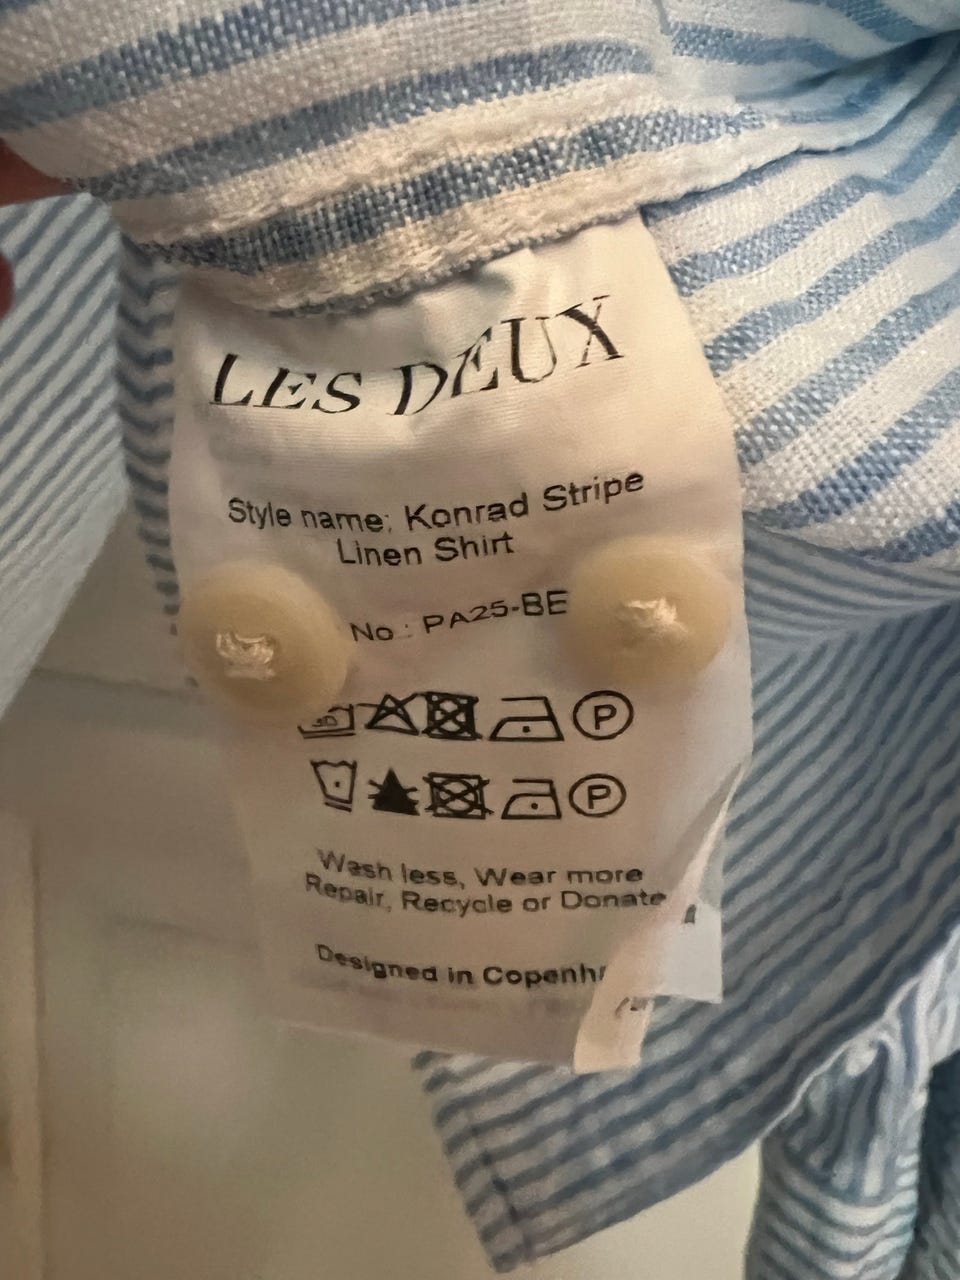 LES DEUX
Style name: Konrad Stripe
Linen Shirt
No : PA25-BE
30
P
P
Wash less, Wear more
Repair, Recycle or Donate
Designed in